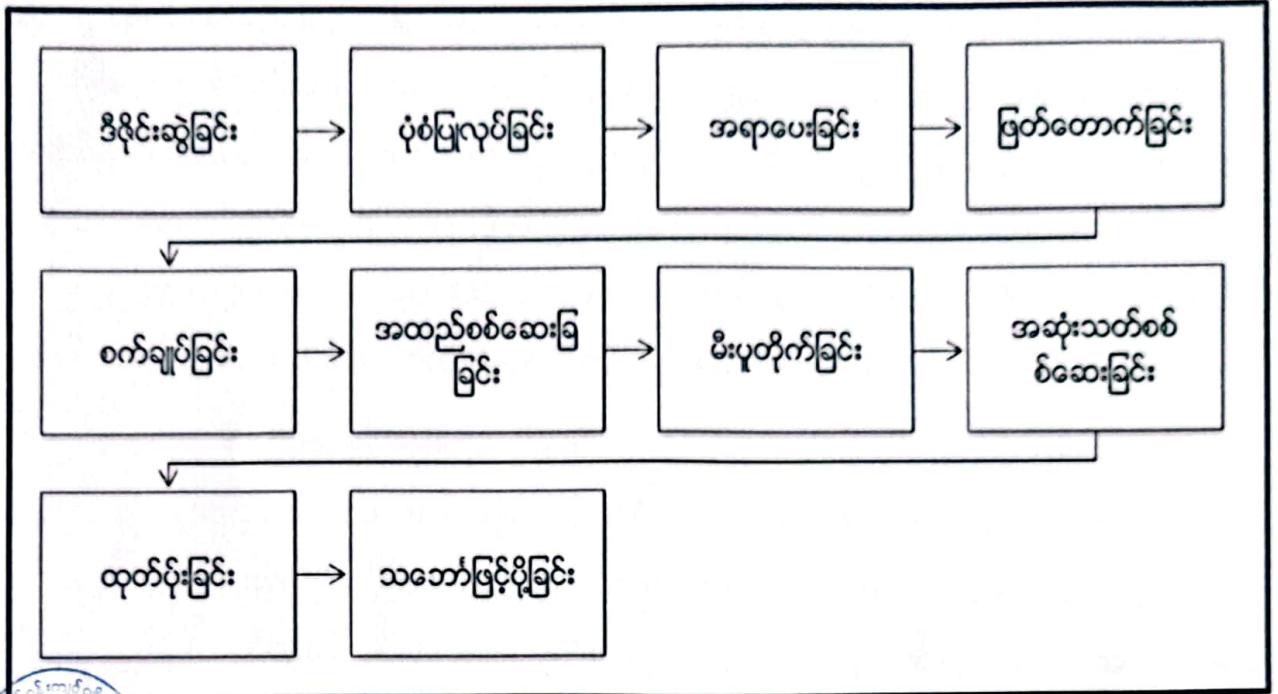 ဒီဇိုင်းဆွဲခြင်း
ပုံစံပြုလုပ်ခြင်း
အရာပေးခြင်း
ဖြတ်တောက်ခြင်း
စက်ချုပ်ခြင်း
အထည်စစ်ဆေးခြ
ခြင်း
မီးပူတိုက်ခြင်း
အဆုံးသတ်စစ်
စ်ဆေးခြင်း
ထုတ်ပုံးခြင်း
သင်္ဘောဖြင့်ပို့ခြင်း